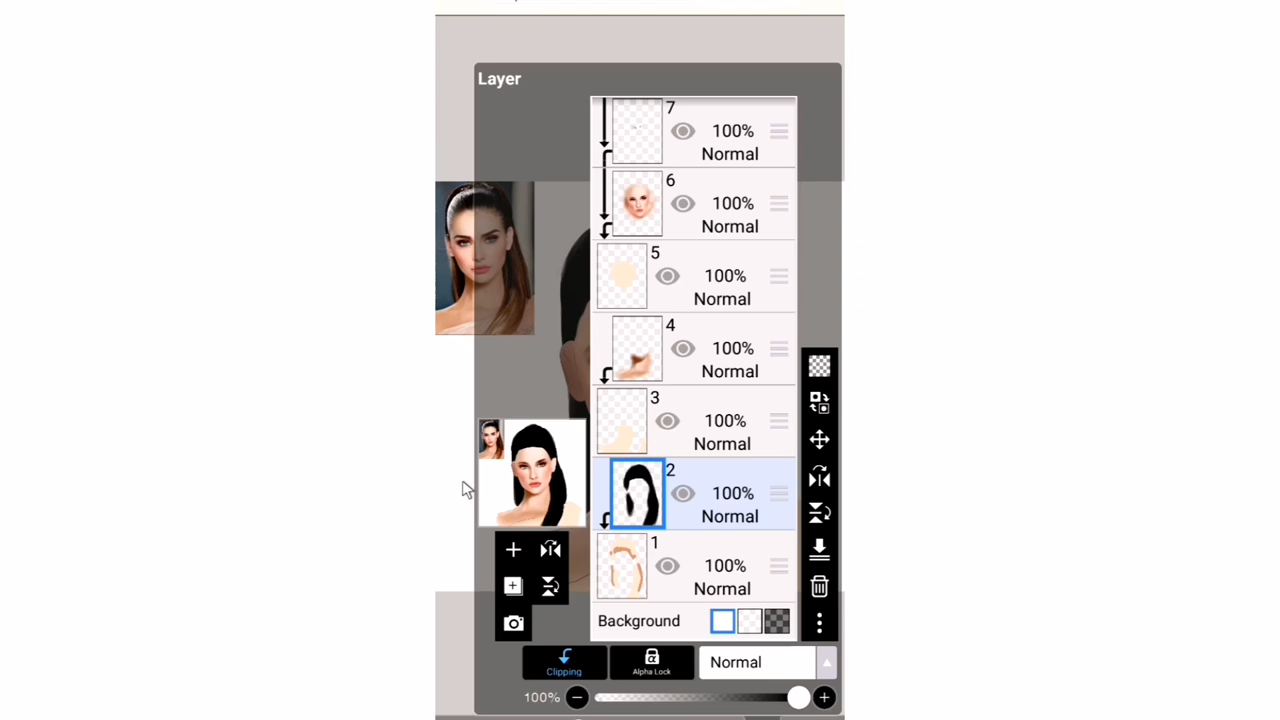 Layer
7
100%
Normal
6
100%
Normal
5
100%
Normal
4
100%
Normal
3
100%
Normal
2
100%
Normal
1
100%
Normal
Background
Clipping
α
Alpha Lock
Normal
100%